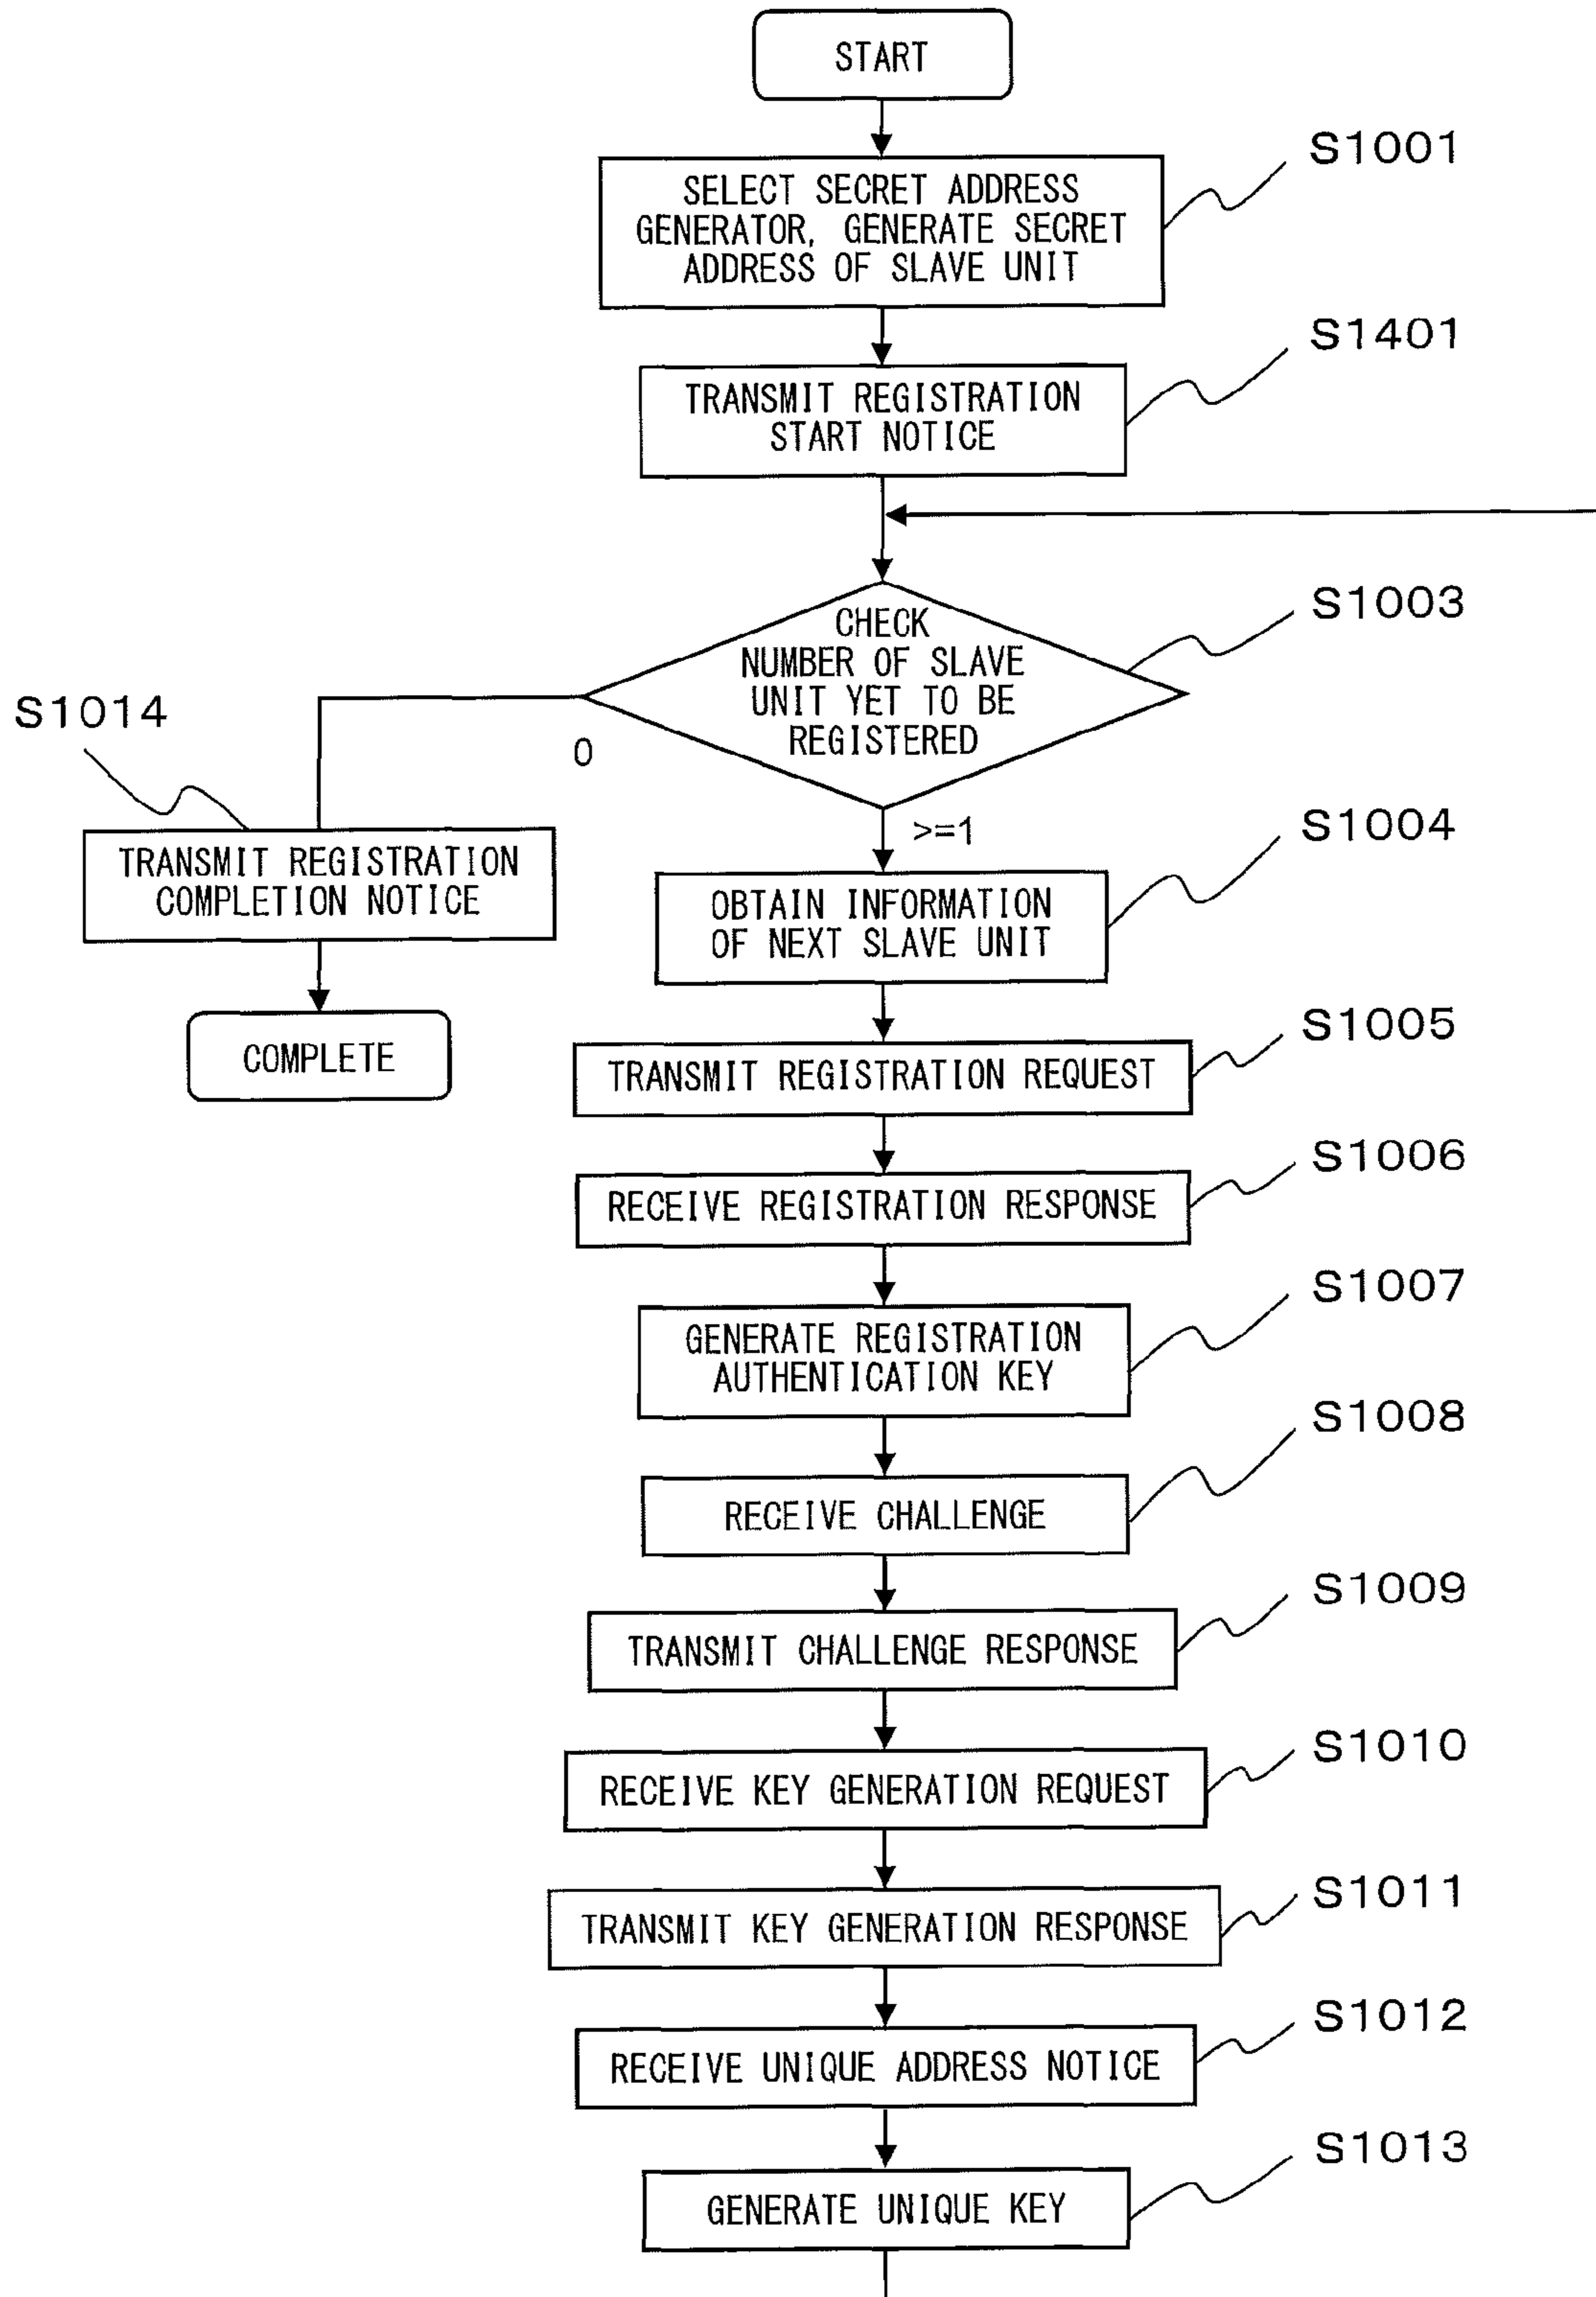 START
S1001
SELECT SECRET ADDRESS
GENERATOR, GENERATE SECRET
ADDRESS OF SLAVE UNIT
S1401
TRANSMIT REGISTRATION
START NOTICE
S1003
CHECK
NUMBER OF SLAVE
UNIT YET TO BE
REGISTERED
S1014
0
>=1
TRANSMIT REGISTRATION
COMPLETION NOTICE
COMPLETE
S1004
OBTAIN INFORMATION
OF NEXT SLAVE UNIT
S1005
TRANSMIT REGISTRATION REQUEST
S1006
RECEIVE REGISTRATION RESPONSE
S1007
GENERATE REGISTRATION
AUTHENTICATION KEY
S1008
RECEIVE CHALLENGE
S1009
TRANSMIT CHALLENGE RESPONSE
S1010
RECEIVE KEY GENERATION REQUEST
S1011
TRANSMIT KEY GENERATION RESPONSE
S1012
RECEIVE UNIQUE ADDRESS NOTICE
S1013
GENERATE UNIQUE KEY